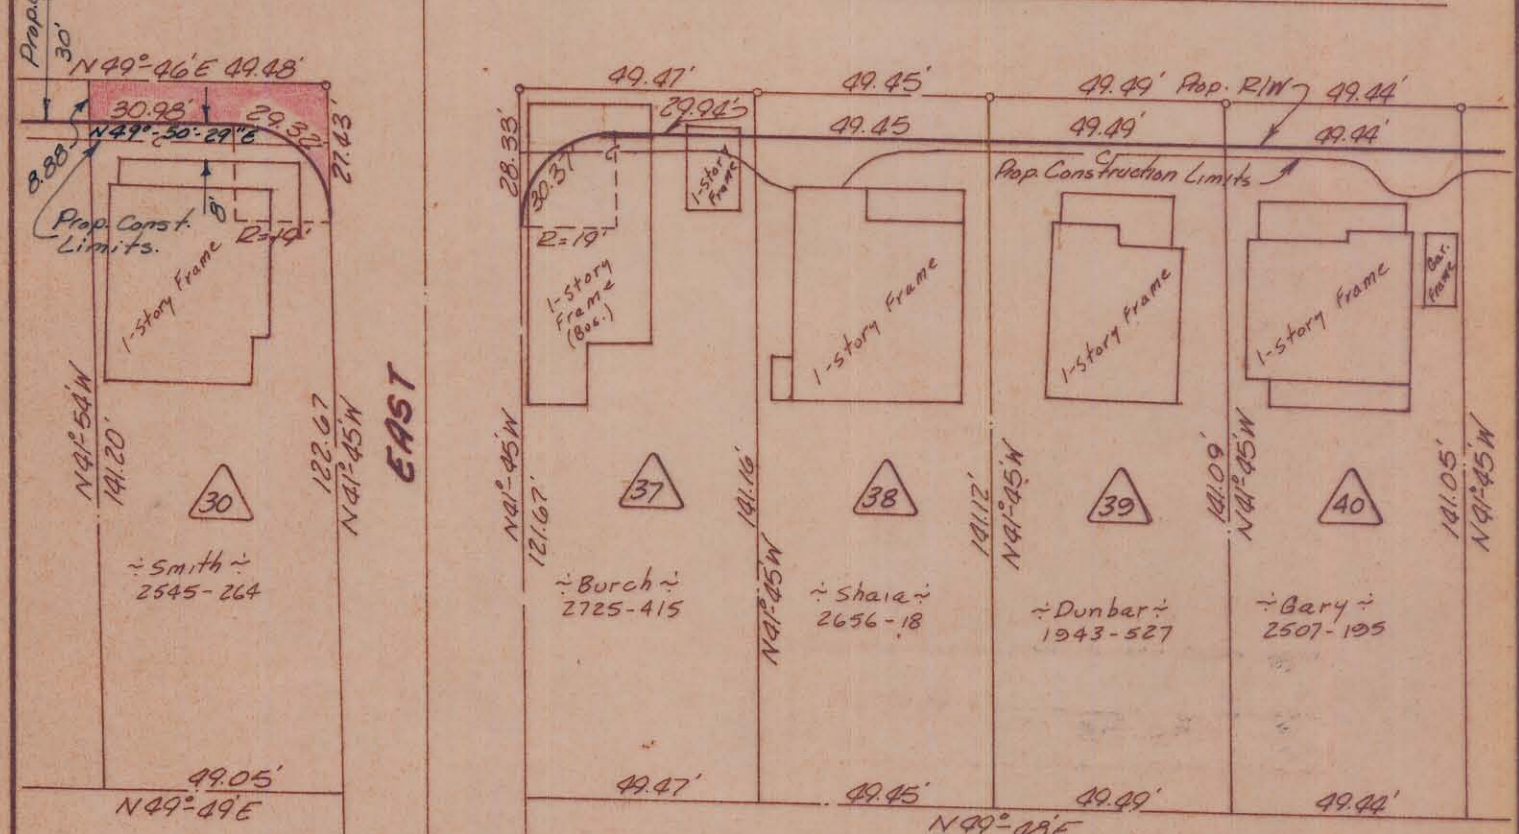 Prop.
30'
N49°-46'E 49.48'
30.98'
29.32'
N49°-50'-29"E
27.43'
8.88'
8'
Prop. Const.
Limits.
R=19'
1-Story Frame
N41°-54'W
141.20'
30
122.67
N41°-45'W
÷Smith÷
2545-264
49.05'
N49°-49'E
EAST
49.47'
29.94'
28.33'
30.37'
R=19'
1-Story
Frame
1-Story
Frame
(Bus.)
N41°-45'W
121.67'
37
141.16'
N41°-45'W
÷Burch÷
2725-415
49.47'
49.45'
49.45
1-Story Frame
38
141.12'
N41°-45'W
÷Shaia÷
2656-18
49.45'
49.49'
Prop. R/W
49.49'
Prop. Construction Limits
1-Story Frame
39
141.09'
N41°-45'W
÷Dunbar÷
1943-527
49.49'
49.44'
49.44'
1-Story Frame
Gar.
Frame
40
141.05'
N41°-45'W
÷Gary÷
2507-195
49.44'
N49°-48'E